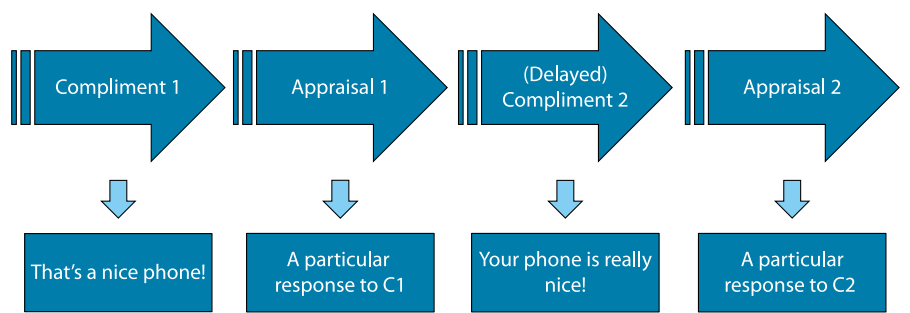 Compliment 1
Appraisal 1
(Delayed)
Compliment 2
Appraisal 2
That's a nice phone!
A particular
response to C1
Your phone is really
nice!
A particular
response to C2